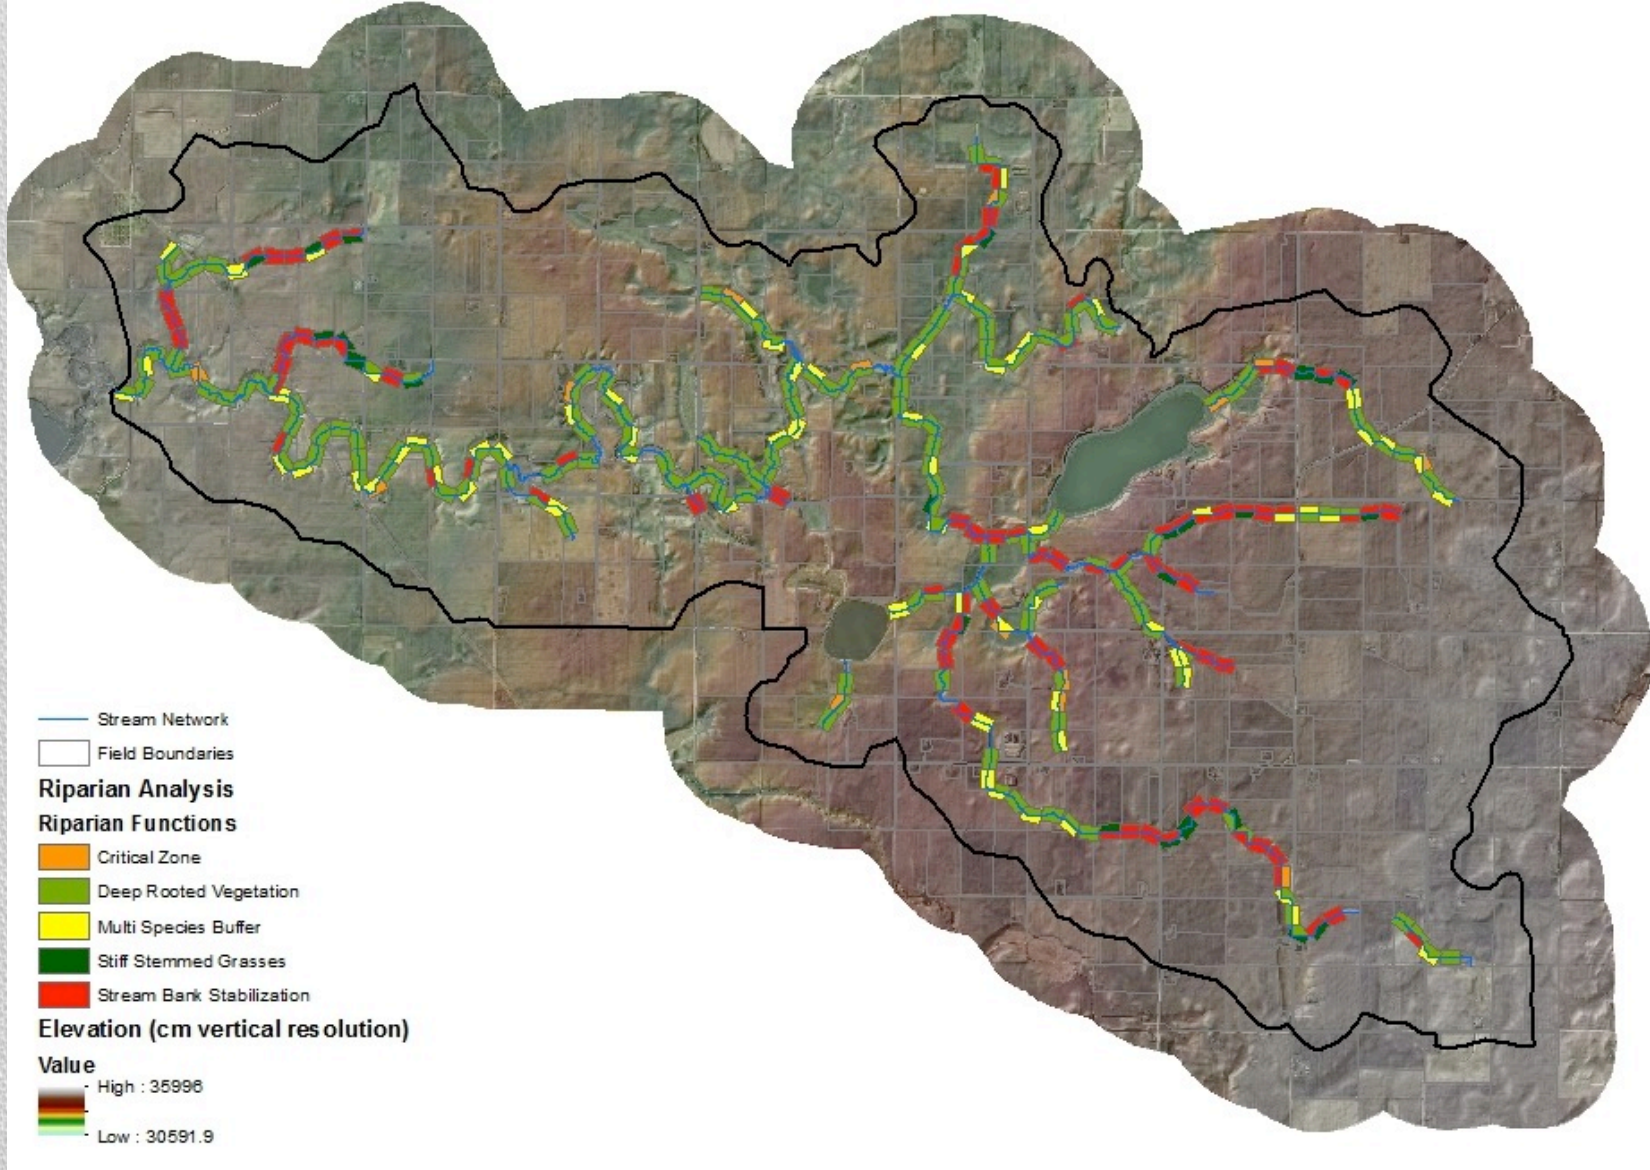 Stream Network
Field Boundaries
Riparian Analysis
Riparian Functions
Critical Zone
Deep Rooted Vegetation
Multi Species Buffer
Stiff Stemmed Grasses
Stream Bank Stabilization
Elevation (cm vertical resolution)
Value
High : 35996
Low : 30591.9